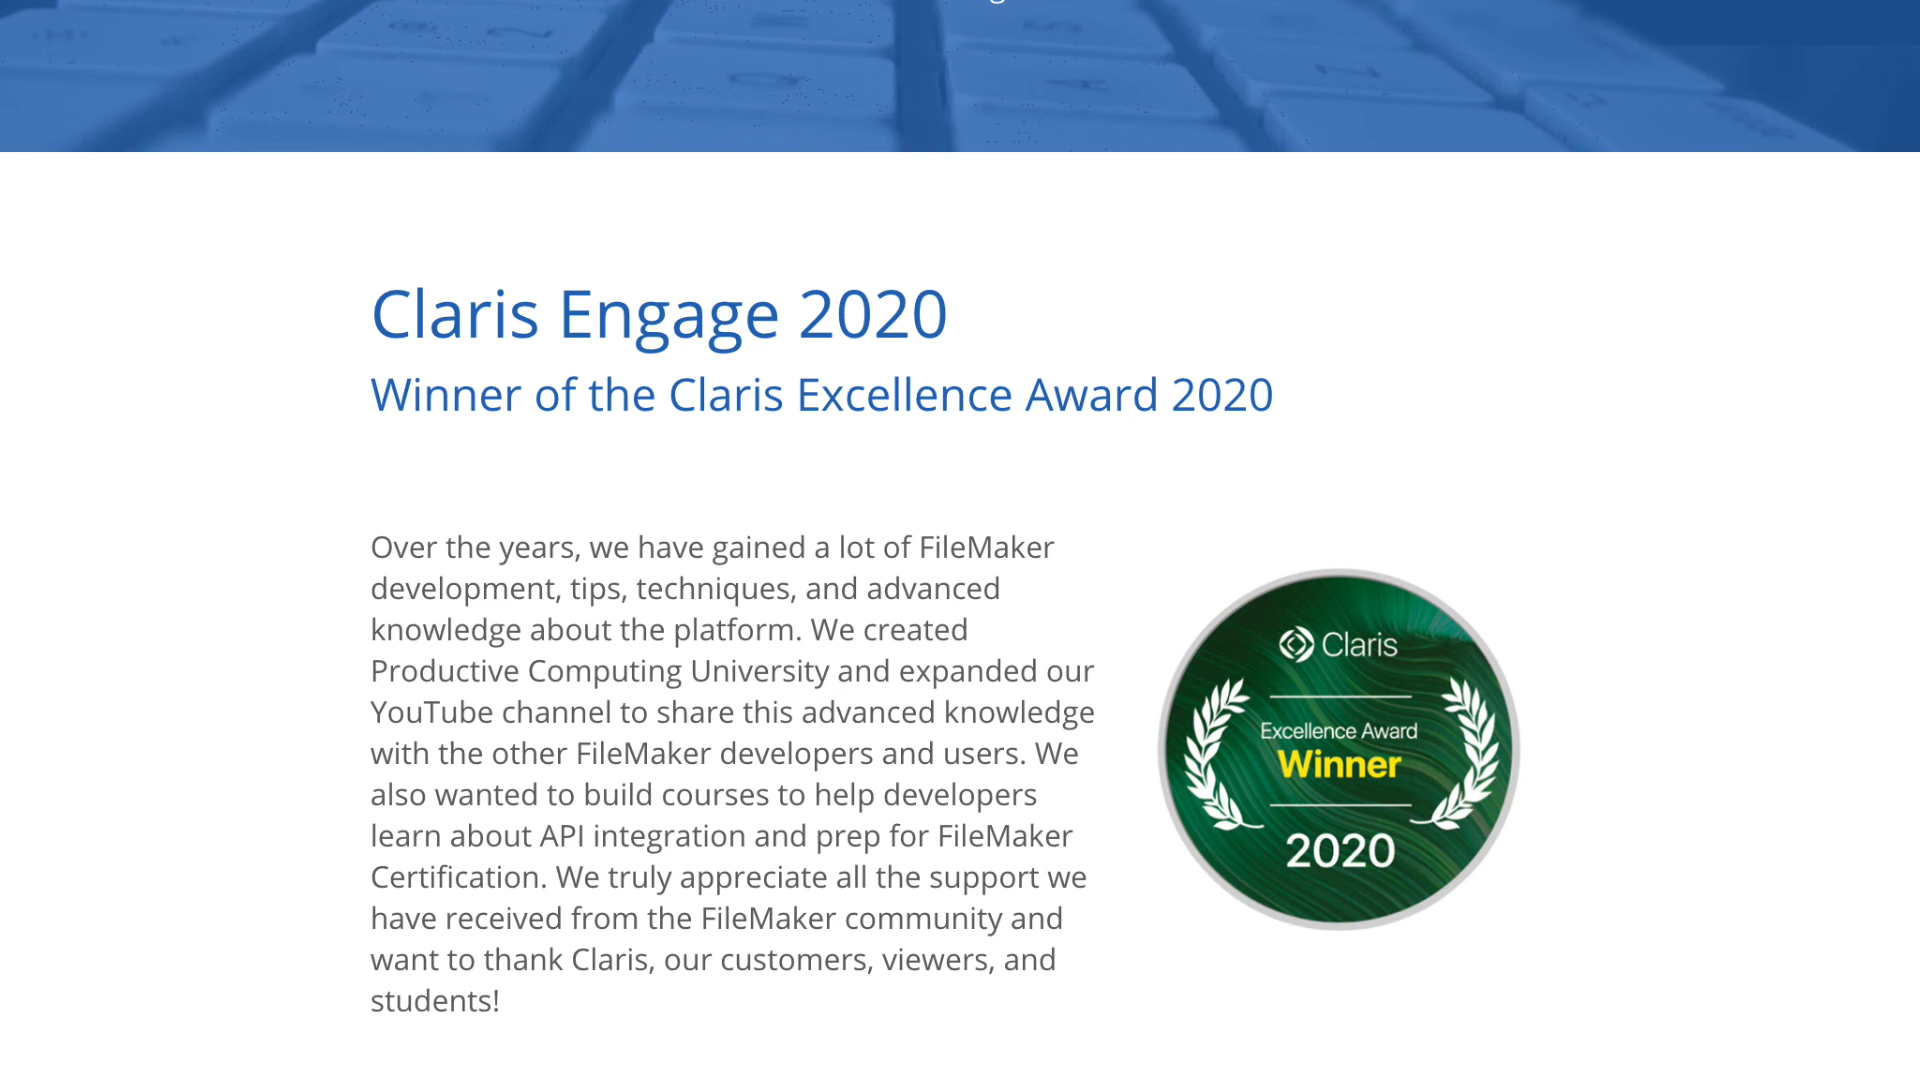 Claris Engage 2020
Winner of the Claris Excellence Award 2020
Over the years, we have gained a lot of FileMaker
development, tips, techniques, and advanced
knowledge about the platform. We created
Productive Computing University and expanded our
YouTube channel to share this advanced knowledge
with the other FileMaker developers and users. We
also wanted to build courses to help developers
learn about API integration and prep for FileMaker
Certification. We truly appreciate all the support we
have received from the FileMaker community and
want to thank Claris, our customers, viewers, and
students!
Claris
Excellence Award
Winner
2020